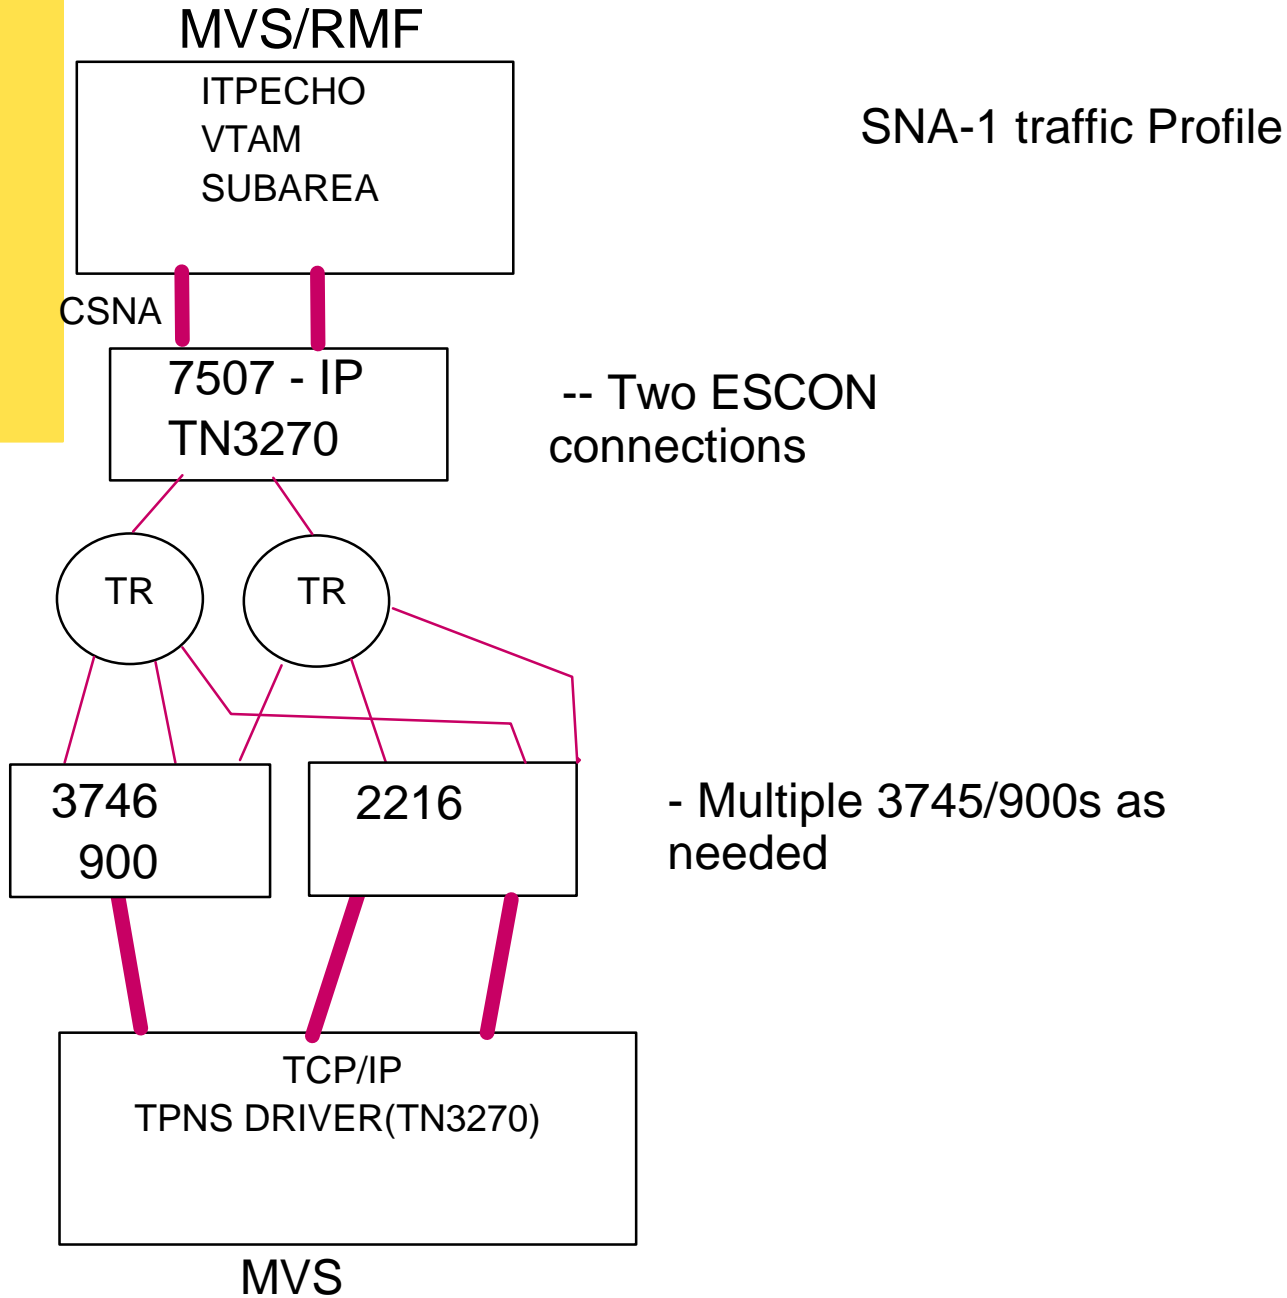 MVS/RMF
ITPECHO
VTAM
SUBAREA
SNA-1 traffic Profile
CSNA
7507 - IP
TN3270
-- Two ESCON
connections
TR
TR
3746
900
2216
- Multiple 3745/900s as
needed
TCP/IP
TPNS DRIVER(TN3270)
MVS